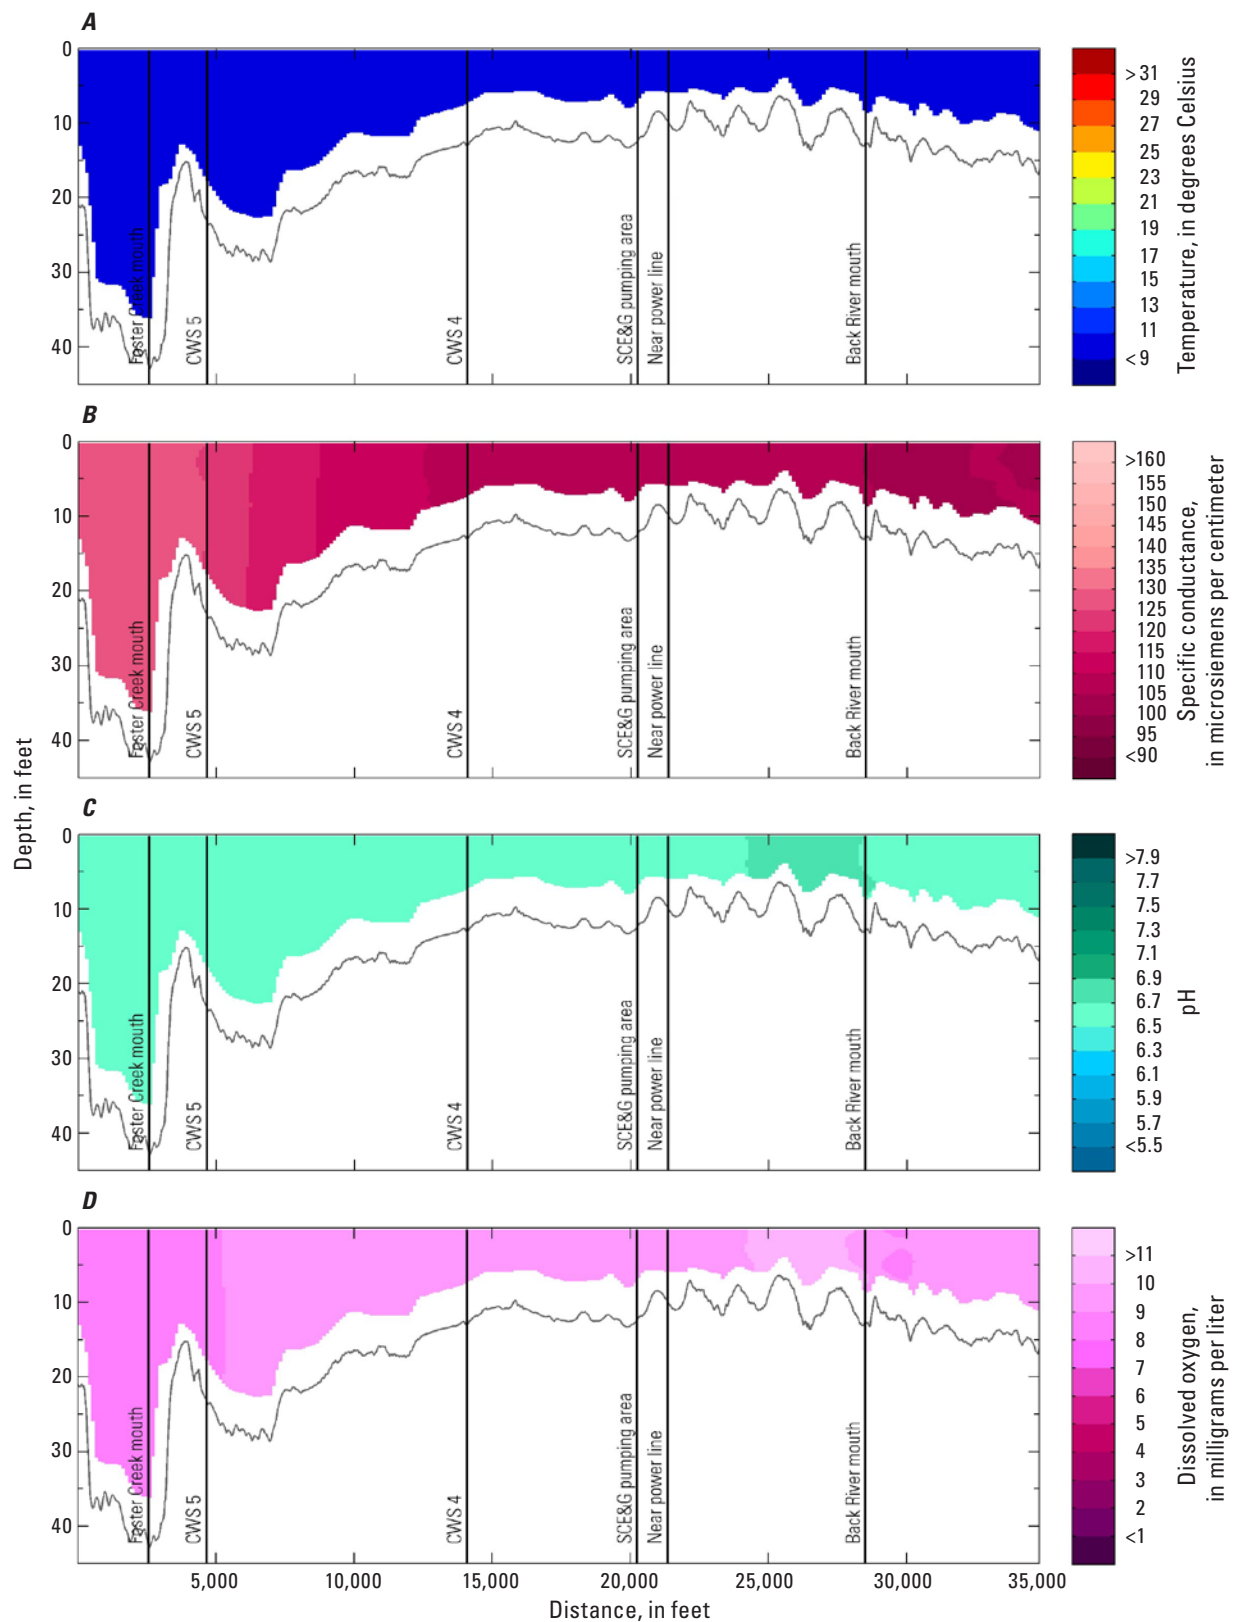 A
0
10
20
30
40
Foster Creek mouth
CWS 5
CWS 4
SCE&G pumping area
Near power line
Back River mouth
>31
29
27
25
23
21
19
17
15
13
11
<9
Temperature, in degrees Celsius
B
0
10
20
30
40
Foster Creek mouth
CWS 5
CWS 4
SCE&G pumping area
Near power line
Back River mouth
>160
155
150
145
140
135
130
125
120
115
110
105
100
95
<90
Specific conductance,
in microsiemens per centimeter
Depth, in feet
C
0
10
20
30
40
Foster Creek mouth
CWS 5
CWS 4
SCE&G pumping area
Near power line
Back River mouth
>7.9
7.7
7.5
7.3
7.1
6.9
6.7
6.5
6.3
6.1
5.9
5.7
<5.5
pH
D
0
10
20
30
40
Foster Creek mouth
CWS 5
CWS 4
SCE&G pumping area
Near power line
Back River mouth
>11
10
9
8
7
6
5
4
3
2
<1
Dissolved oxygen,
in milligrams per liter
5,000
10,000
15,000
20,000
25,000
30,000
35,000
Distance, in feet